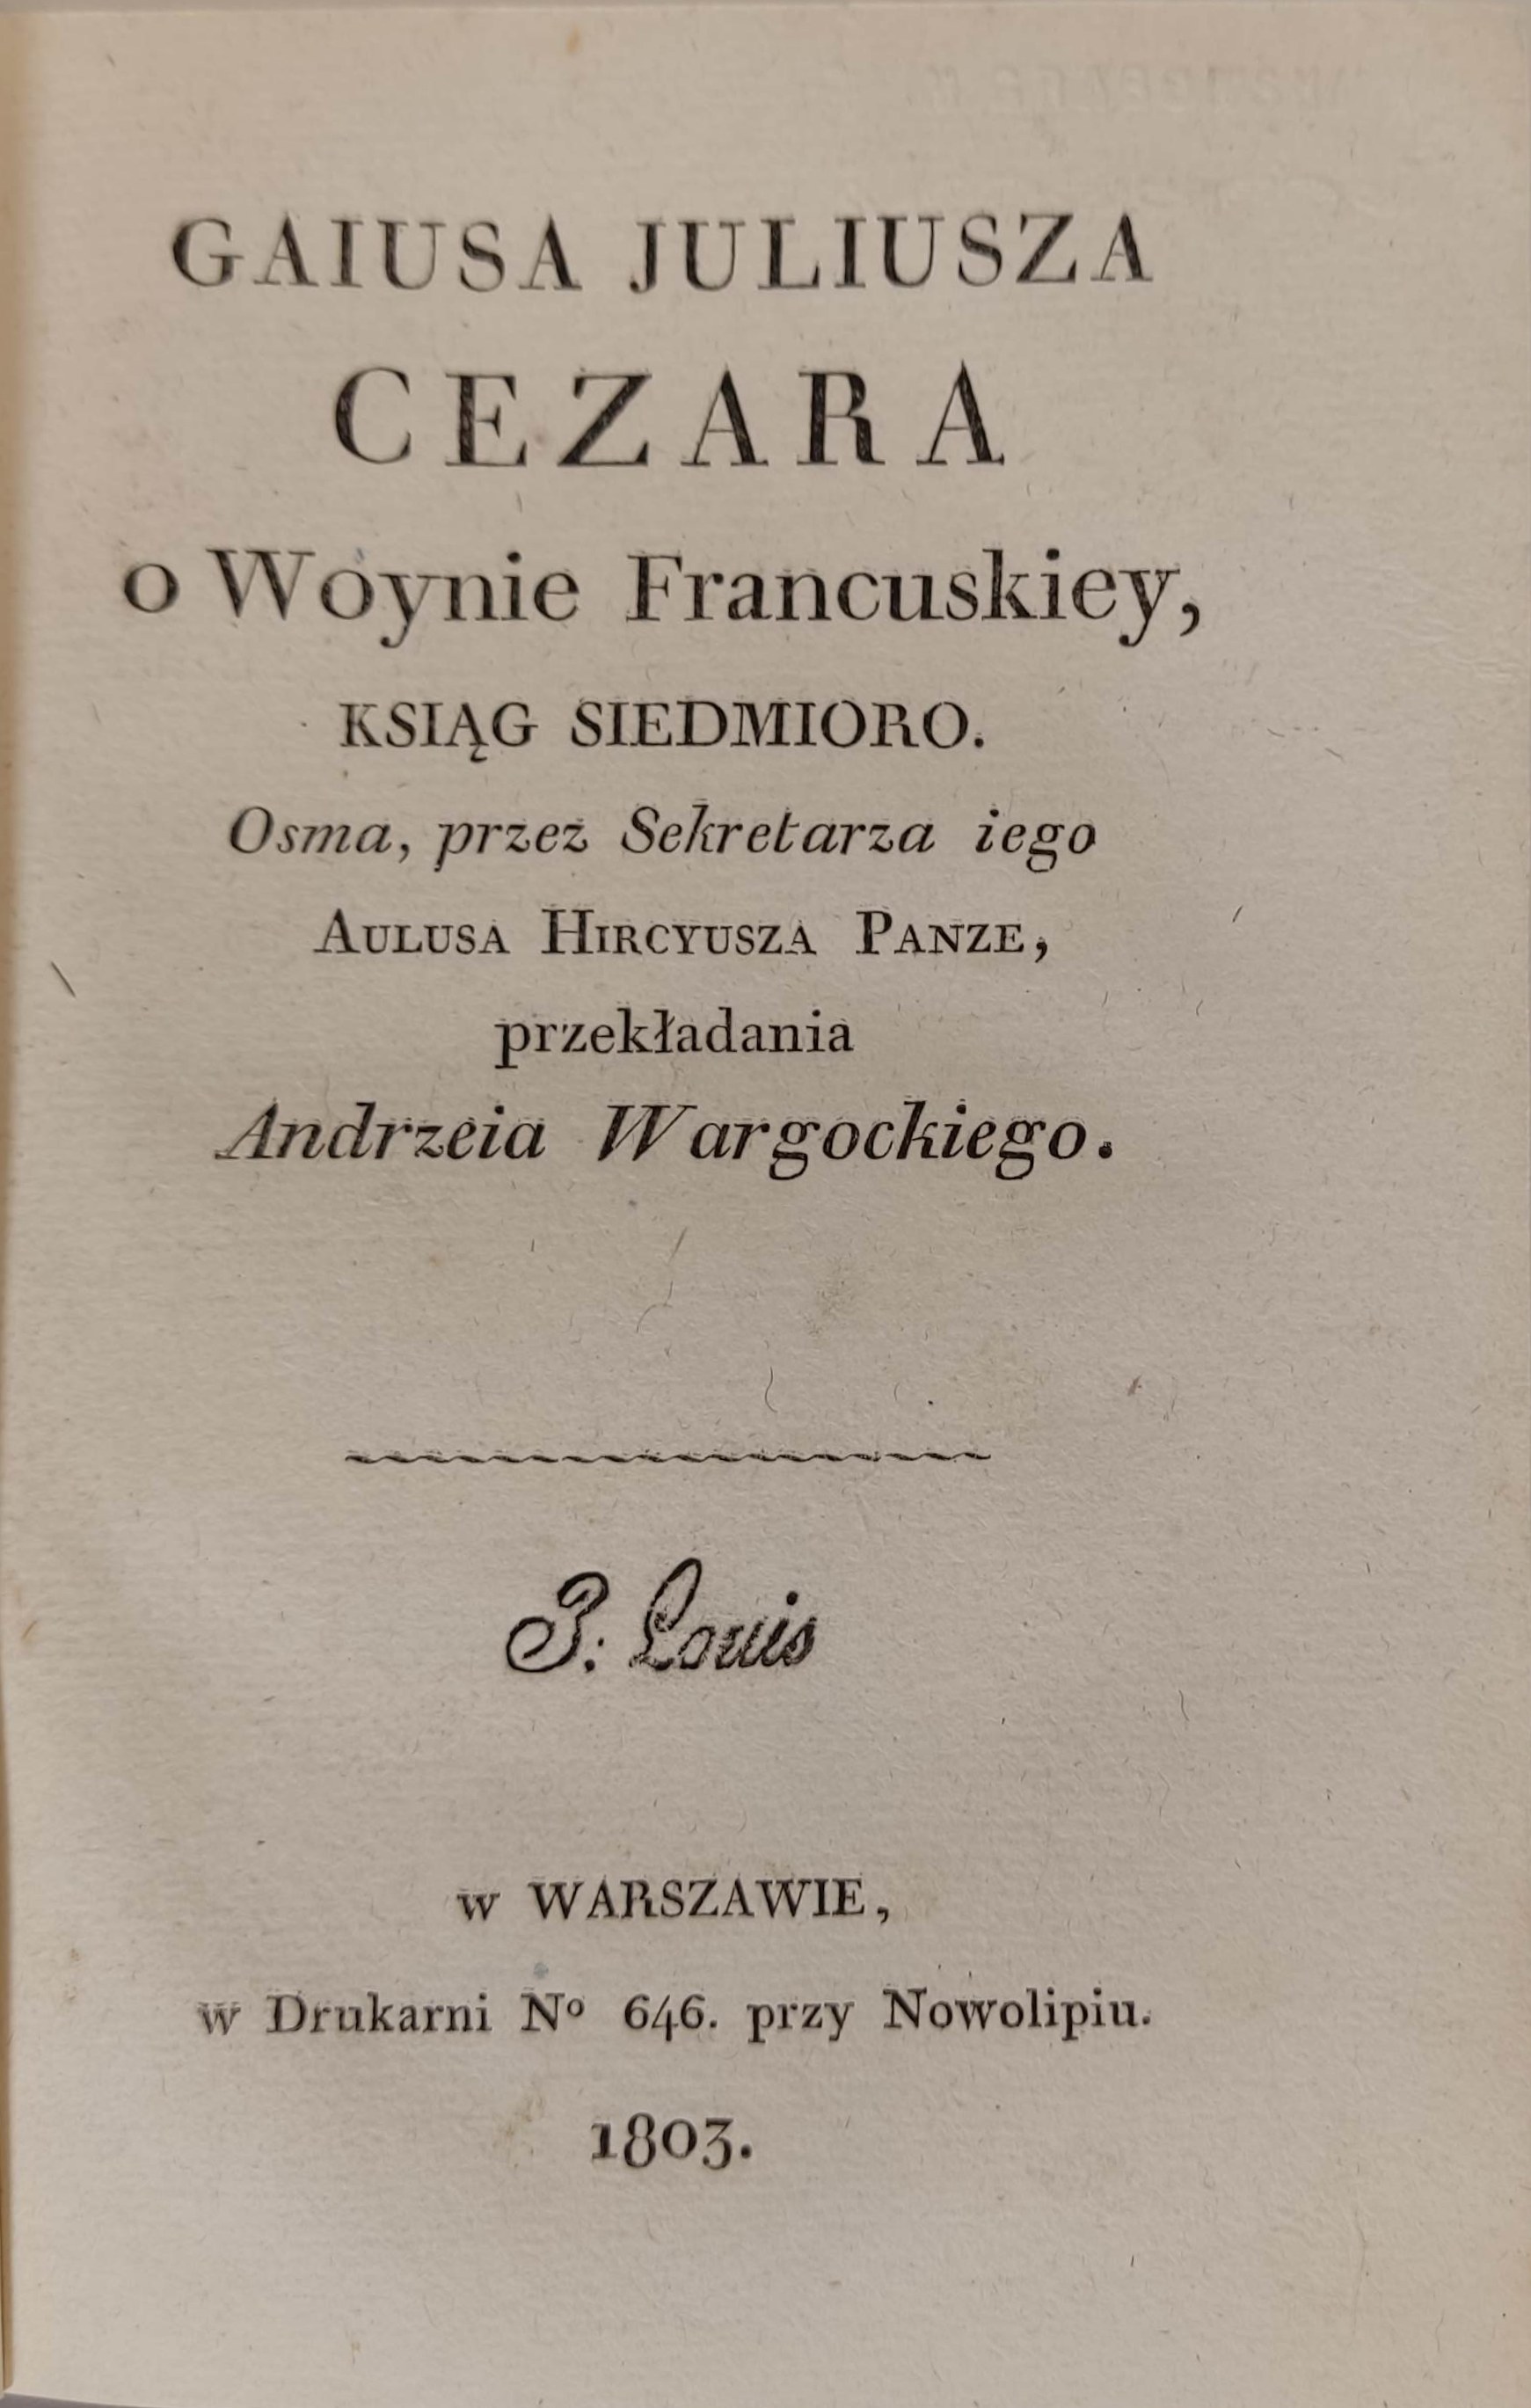 GAIUSA JULIUSZA
CEZARA
o Woynie Francuskiey,
KSIĄG SIEDMIORO.
Osma, przez Sekretarza iego
AULUSA HIRCYUSZA PANZE,
przekładania
Andrzeia Wargockiego.
J: Louis
w WARSZAWIE,
w Drukarni Nº 646. przy Nowolipiu.
1803.